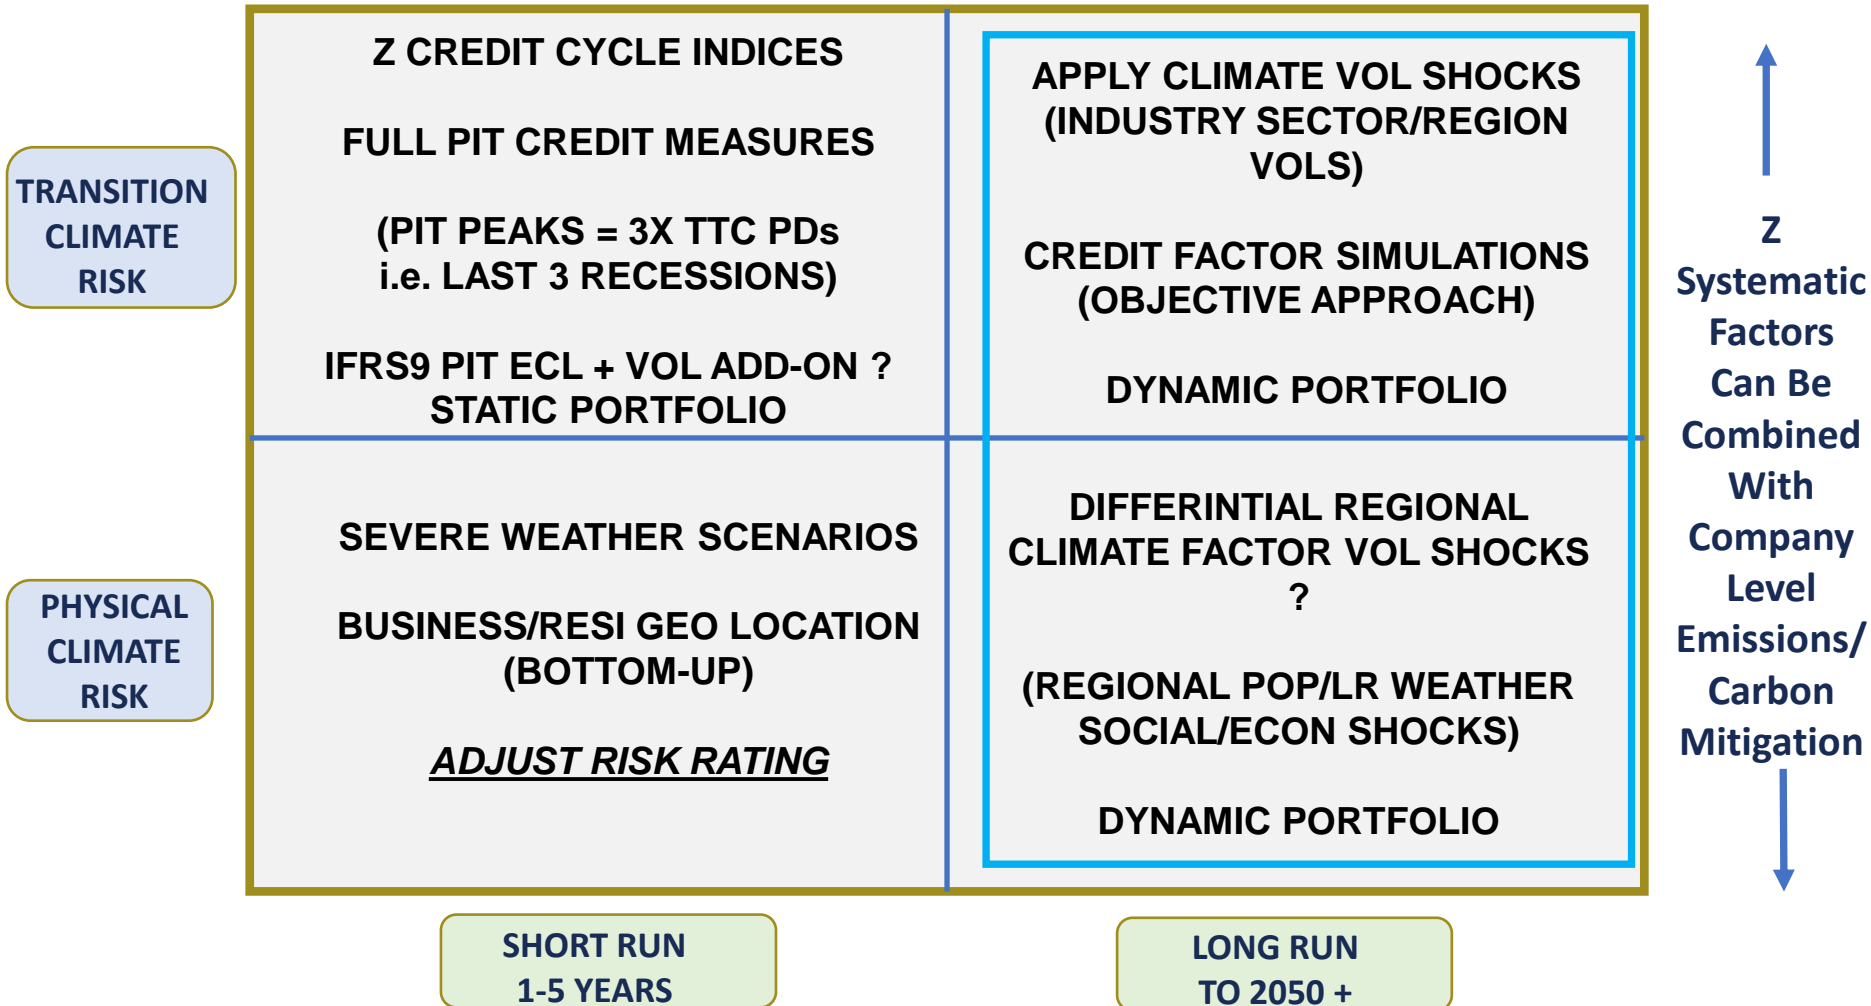 TRANSITION
CLIMATE
RISK
Z CREDIT CYCLE INDICES
FULL PIT CREDIT MEASURES
(PIT PEAKS = 3X TTC PDs
i.e. LAST 3 RECESSIONS)
IFRS9 PIT ECL + VOL ADD-ON ?
STATIC PORTFOLIO
APPLY CLIMATE VOL SHOCKS
(INDUSTRY SECTOR/REGION
VOLS)
CREDIT FACTOR SIMULATIONS
(OBJECTIVE APPROACH)
DYNAMIC PORTFOLIO
PHYSICAL
CLIMATE
RISK
SEVERE WEATHER SCENARIOS
BUSINESS/RESI GEO LOCATION
(BOTTOM-UP)
ADJUST RISK RATING
DIFFERINTIAL REGIONAL
CLIMATE FACTOR VOL SHOCKS
?
(REGIONAL POP/LR WEATHER
SOCIAL/ECON SHOCKS)
DYNAMIC PORTFOLIO
Z
Systematic
Factors
Can Be
Combined
With
Company
Level
Emissions/
Carbon
Mitigation
SHORT RUN
1-5 YEARS
LONG RUN
TO 2050 +